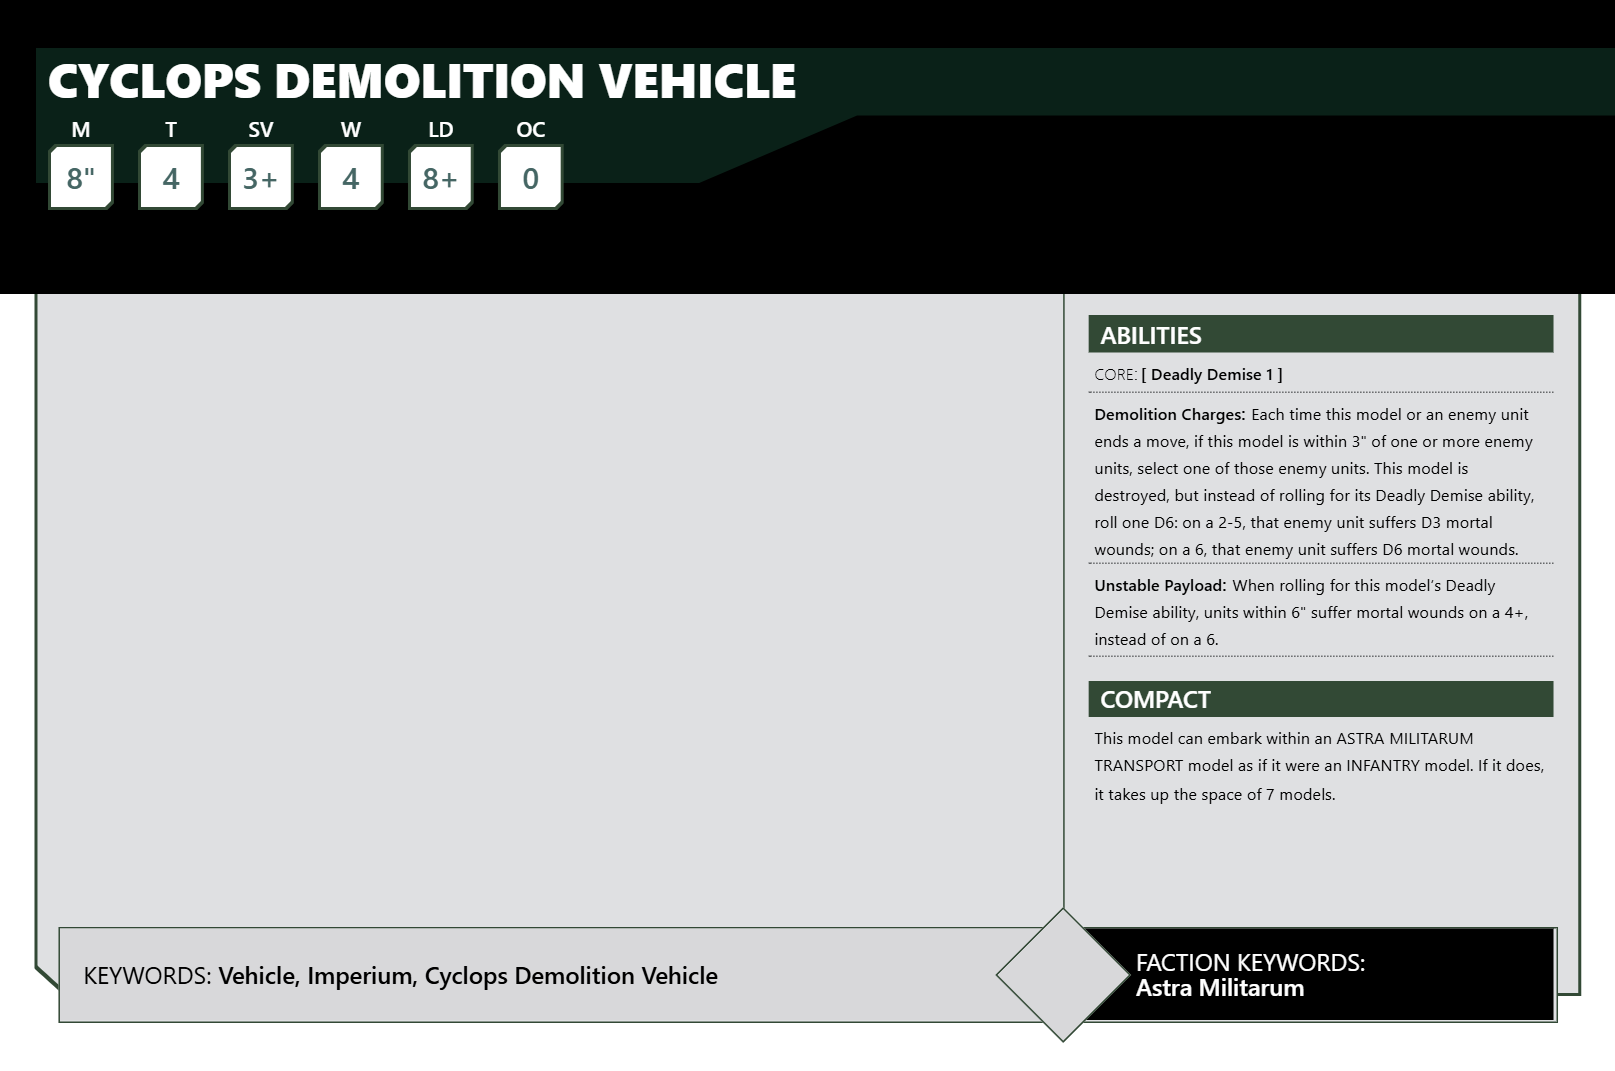 CYCLOPS DEMOLITION VEHICLE
M T SV W LD OC
8" 4 3+ 4 8+ 0
ABILITIES
CORE: [ Deadly Demise 1 ]
Demolition Charges: Each time this model or an enemy unit
ends a move, if this model is within 3" of one or more enemy
units, select one of those enemy units. This model is
destroyed, but instead of rolling for its Deadly Demise ability,
roll one D6: on a 2-5, that enemy unit suffers D3 mortal
wounds; on a 6, that enemy unit suffers D6 mortal wounds.
Unstable Payload: When rolling for this model’s Deadly
Demise ability, units within 6" suffer mortal wounds on a 4+,
instead of on a 6.
COMPACT
This model can embark within an ASTRA MILITARUM
TRANSPORT model as if it were an INFANTRY model. If it does,
it takes up the space of 7 models.
KEYWORDS: Vehicle, Imperium, Cyclops Demolition Vehicle
FACTION KEYWORDS:
Astra Militarum